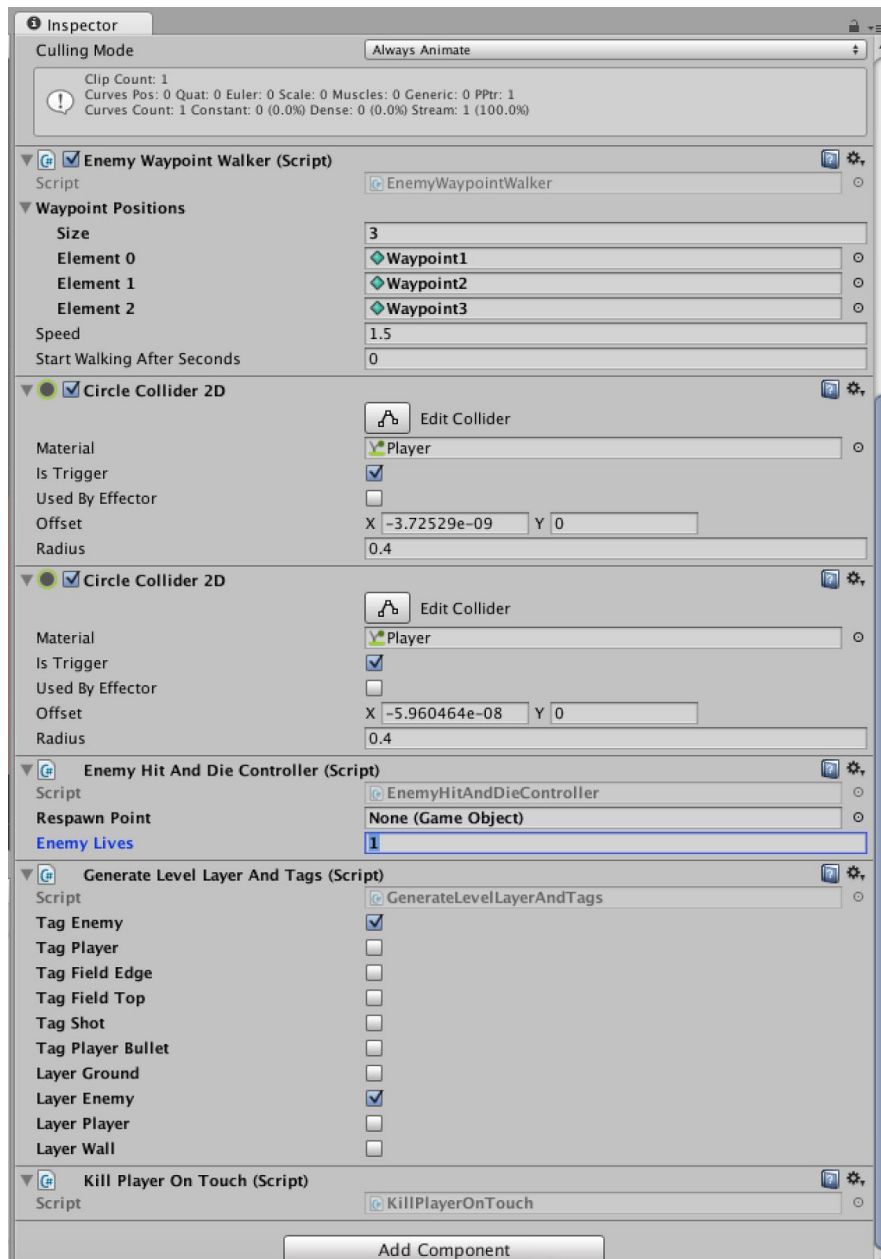 Inspector
Culling Mode Always Animate
Clip Count: 1
Curves Pos: 0 Quat: 0 Euler: 0 Scale: 0 Muscles: 0 Generic: 0 PPtr: 1
Curves Count: 1 Constant: 0 (0.0%) Dense: 0 (0.0%) Stream: 1 (100.0%)
Enemy Waypoint Walker (Script)
Script EnemyWaypointWalker
Waypoint Positions
Size 3
Element 0 Waypoint1
Element 1 Waypoint2
Element 2 Waypoint3
Speed 1.5
Start Walking After Seconds 0
Circle Collider 2D
Edit Collider
Material Player
Is Trigger
Used By Effector
Offset X -3.72529e-09 Y 0
Radius 0.4
Circle Collider 2D
Edit Collider
Material Player
Is Trigger
Used By Effector
Offset X -5.960464e-08 Y 0
Radius 0.4
Enemy Hit And Die Controller (Script)
Script EnemyHitAndDieController
Respawn Point None (Game Object)
Enemy Lives 1
Generate Level Layer And Tags (Script)
Script GenerateLevelLayerAndTags
Tag Enemy
Tag Player
Tag Field Edge
Tag Field Top
Tag Shot
Tag Player Bullet
Layer Ground
Layer Enemy
Layer Player
Layer Wall
Kill Player On Touch (Script)
Script KillPlayerOnTouch
Add Component